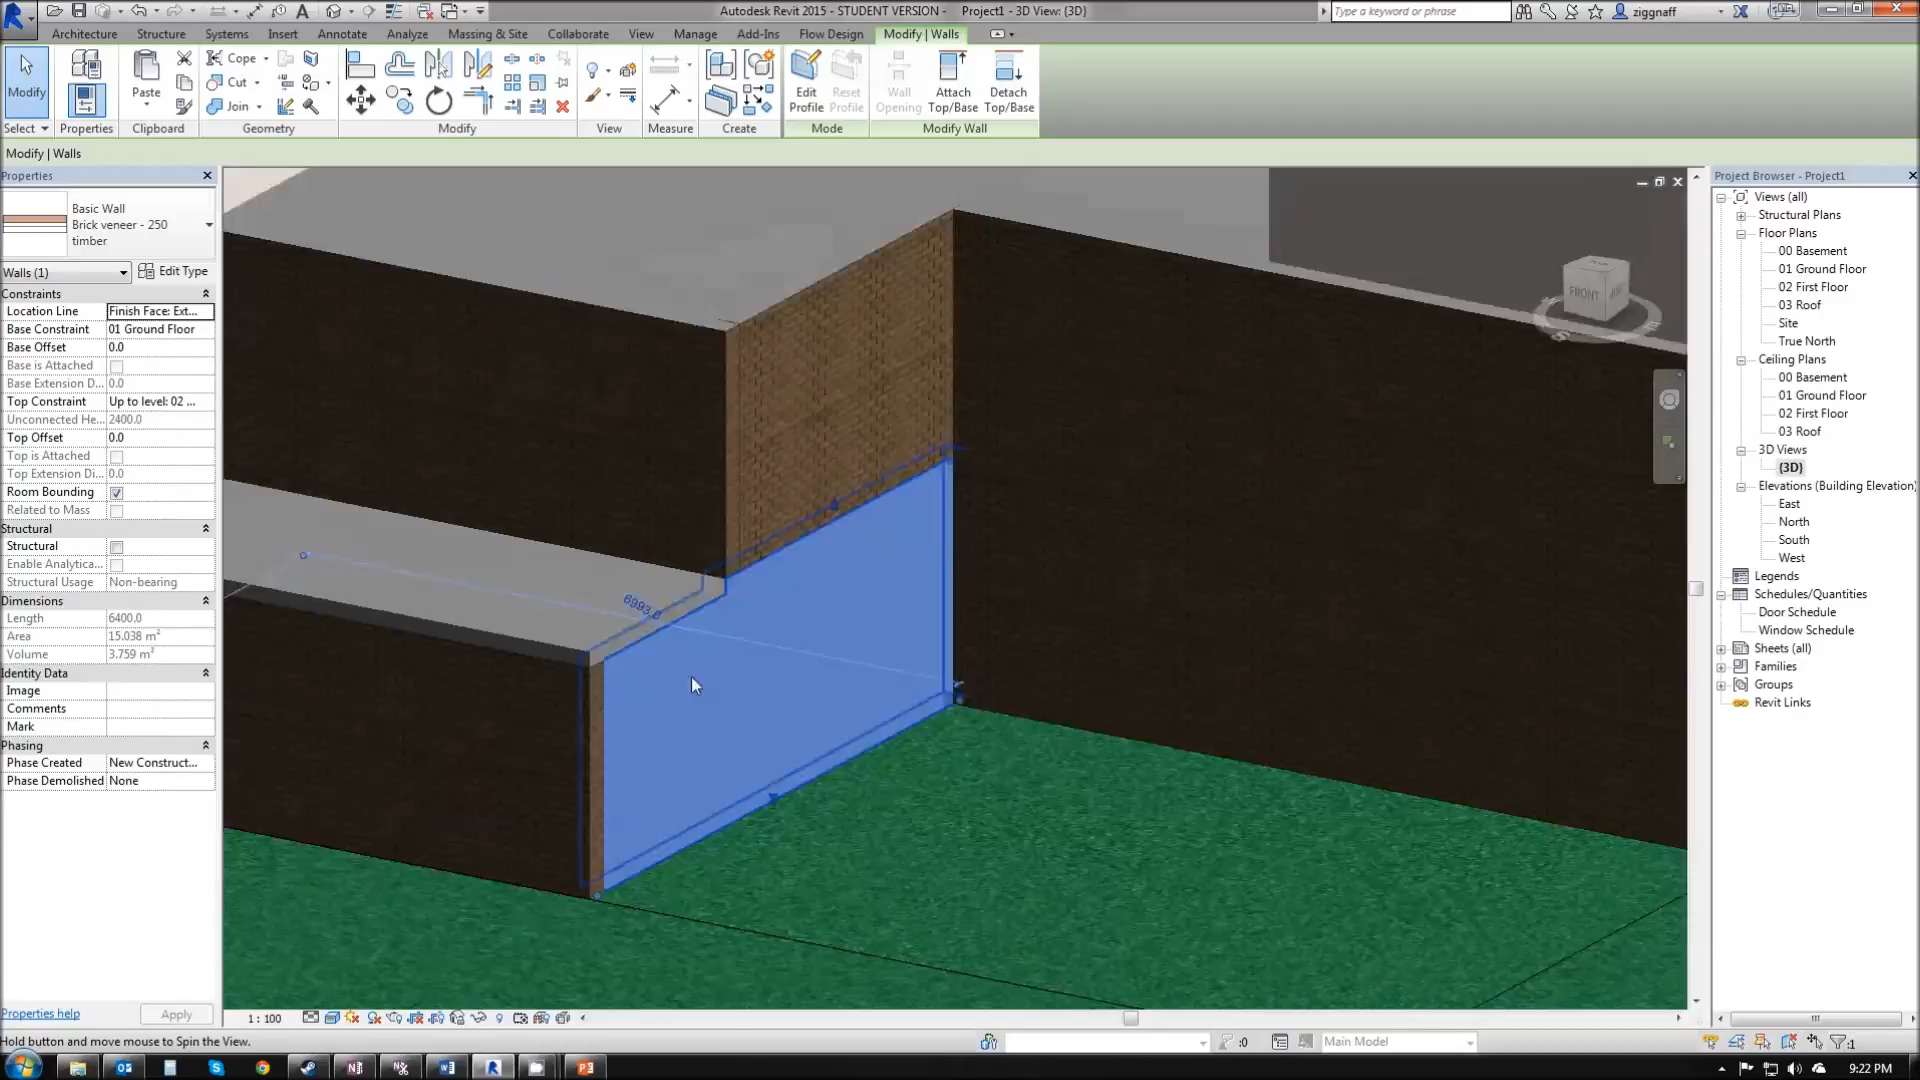 Autodesk Revit 2015 - STUDENT VERSION - Project1 - 3D View: {3D}
Type a keyword or phrase
ziggnaff
Architecture Structure Systems Insert Annotate Analyze Massing & Site Collaborate View Manage Add-Ins Flow Design Modify | Walls
Modify
Paste
Cope
Cut
Join
Edit Profile
Reset Profile
Wall Opening
Attach Top/Base
Detach Top/Base
Select Properties Clipboard Geometry Modify View Measure Create Mode Modify Wall
Modify | Walls
Properties
Basic Wall
Brick veneer - 250
timber
Walls (1)
Edit Type
Constraints
Location Line Finish Face: Ext...
Base Constraint 01 Ground Floor
Base Offset 0.0
Base is Attached
Base Extension D... 0.0
Top Constraint Up to level: 02 ...
Unconnected He... 2400.0
Top Offset 0.0
Top is Attached
Top Extension Di... 0.0
Room Bounding
Related to Mass
Structural
Structural
Enable Analytica...
Structural Usage Non-bearing
Dimensions
Length 6400.0
Area 15.038 m²
Volume 3.759 m³
Identity Data
Image
Comments
Mark
Phasing
Phase Created New Construct...
Phase Demolished None
Properties help
Apply
6993.0
FRONT
Project Browser - Project1
Views (all)
Structural Plans
Floor Plans
00 Basement
01 Ground Floor
02 First Floor
03 Roof
Site
True North
Ceiling Plans
00 Basement
01 Ground Floor
02 First Floor
03 Roof
3D Views
{3D}
Elevations (Building Elevation)
East
North
South
West
Legends
Schedules/Quantities
Door Schedule
Window Schedule
Sheets (all)
Families
Groups
Revit Links
1 : 100
Hold button and move mouse to Spin the View.
:0
Main Model
:1
9:22 PM